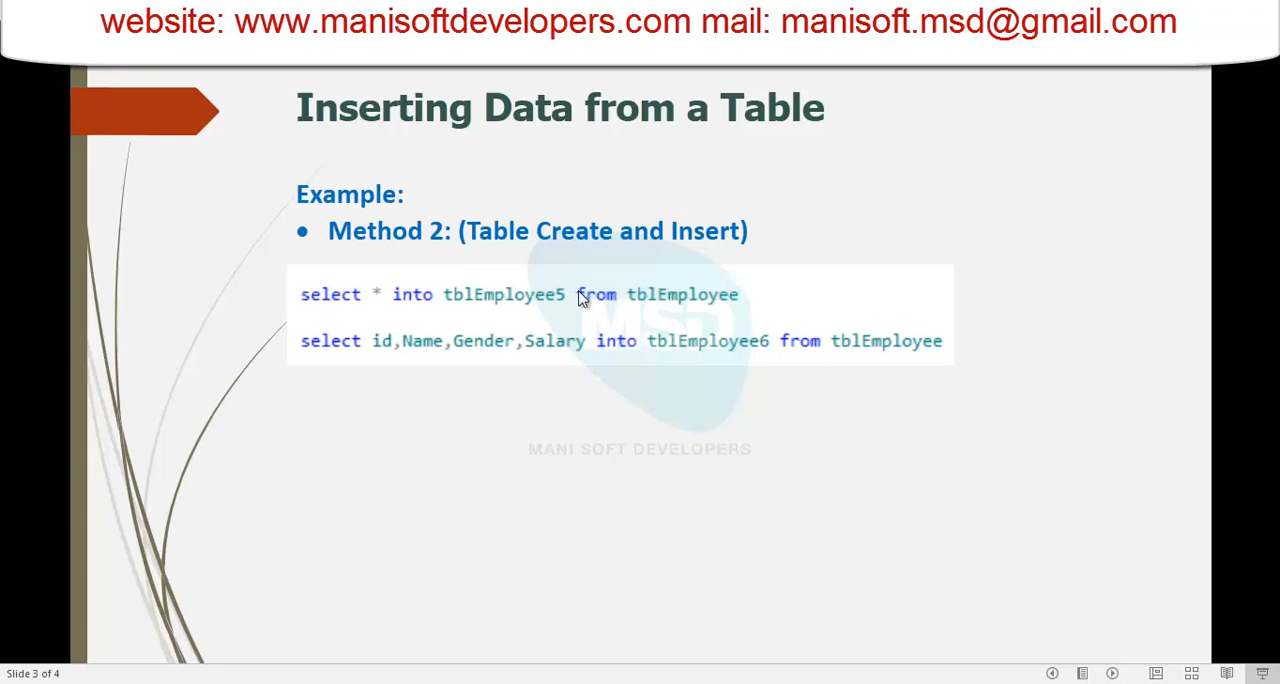 website: www.manisoftdevelopers.com mail: manisoft.msd@gmail.com
Inserting Data from a Table
Example:
• Method 2: (Table Create and Insert)
select * into tblEmployee5 from tblEmployee
select id,Name,Gender,Salary into tblEmployee6 from tblEmployee
MSD
MANI SOFT DEVELOPERS
Slide 3 of 4